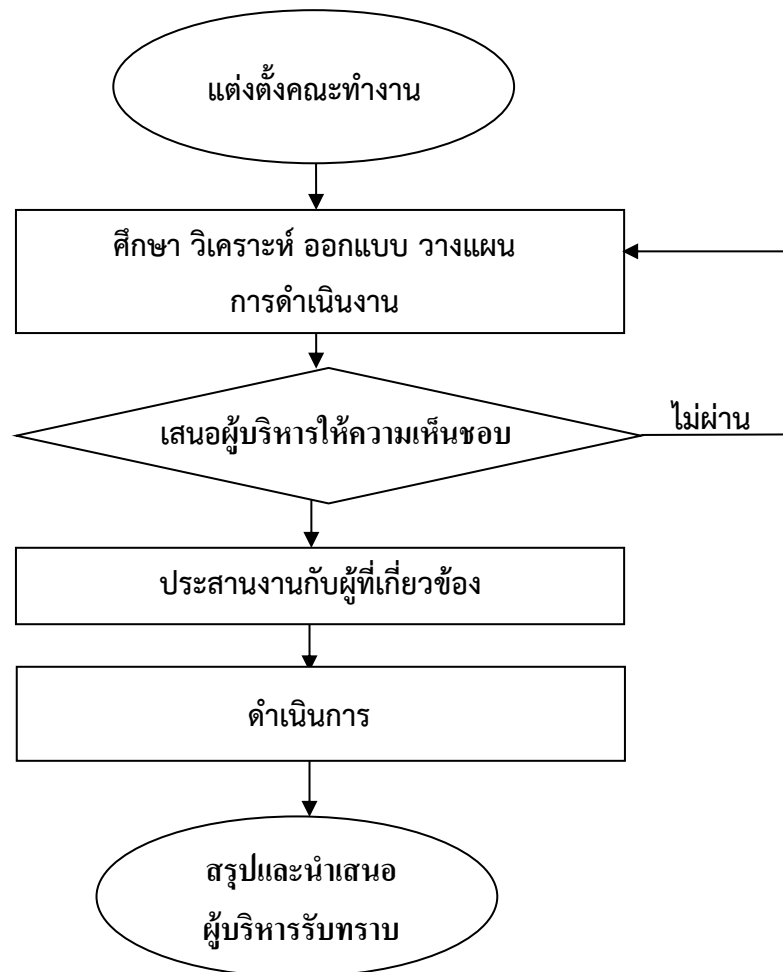 แต่งตั้งคณะทำงาน
ศึกษา วิเคราะห์ ออกแบบ วางแผน
การดำเนินงาน
เสนอผู้บริหารให้ความเห็นชอบ
ไม่ผ่าน
ประสานงานกับผู้ที่เกี่ยวข้อง
ดำเนินการ
สรุปและนำเสนอ
ผู้บริหารรับทราบ